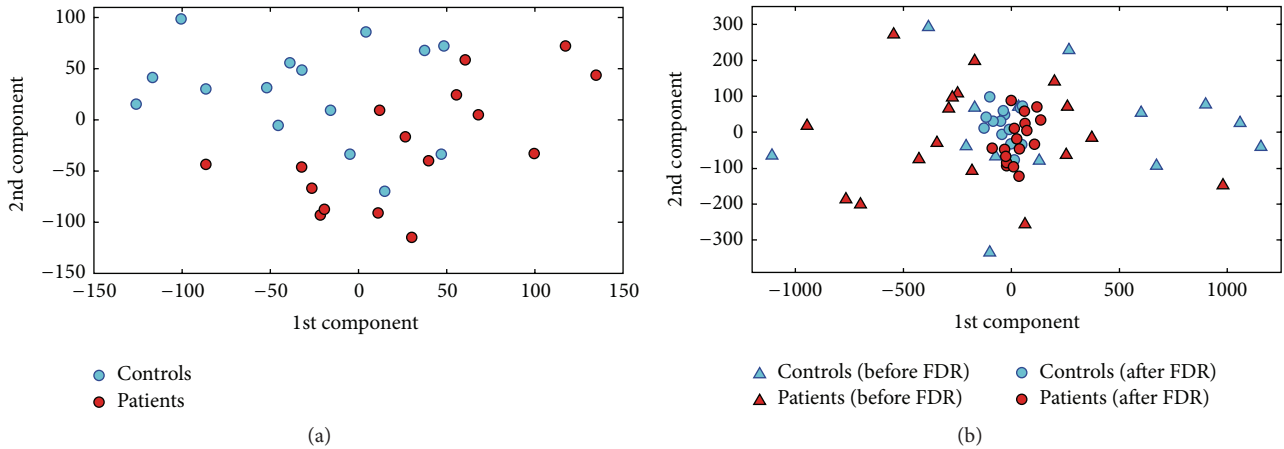 100
50
0
−50
−100
−150
−150
−100
−50
0
50
100
150
2nd component
1st component
Controls
Patients
(a)
300
200
100
0
−100
−200
−300
−1000
−500
0
500
1000
2nd component
1st component
Controls (before FDR)
Controls (after FDR)
Patients (before FDR)
Patients (after FDR)
(b)